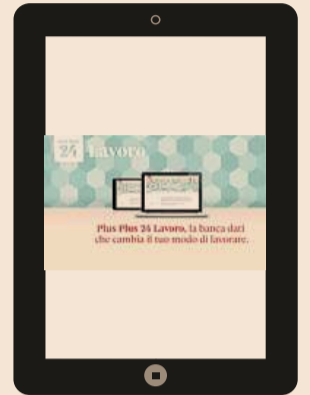 24 Lavoro
Plus Plus 24 Lavoro, la banca dati
che cambia il tuo modo di lavorare.